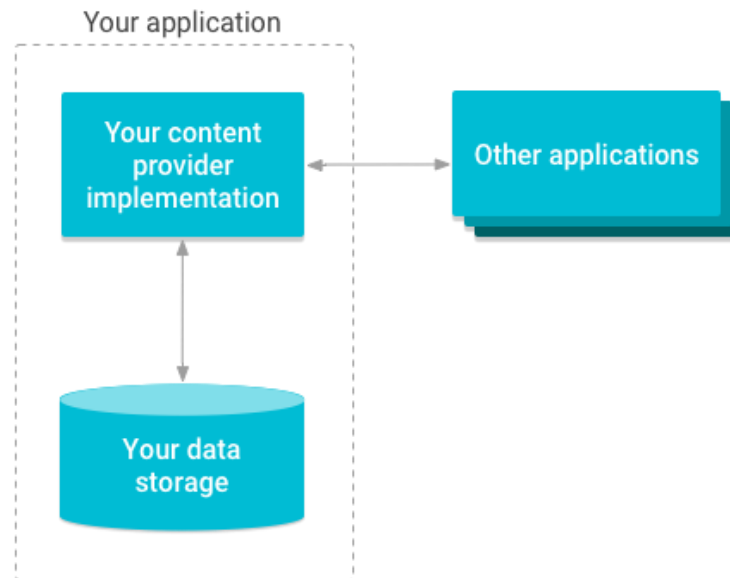 Your application
Your content
provider
implementation
Other applications
Your data
storage